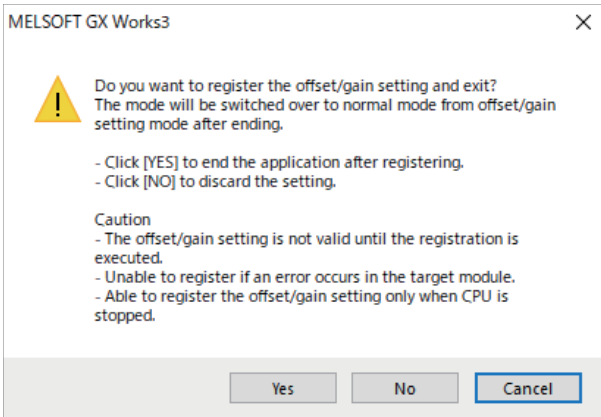 MELSOFT GX Works3
Do you want to register the offset/gain setting and exit?
The mode will be switched over to normal mode from offset/gain
setting mode after ending.
- Click [YES] to end the application after registering.
- Click [NO] to discard the setting.
Caution
- The offset/gain setting is not valid until the registration is
executed.
- Unable to register if an error occurs in the target module.
- Able to register the offset/gain setting only when CPU is
stopped.
Yes No Cancel